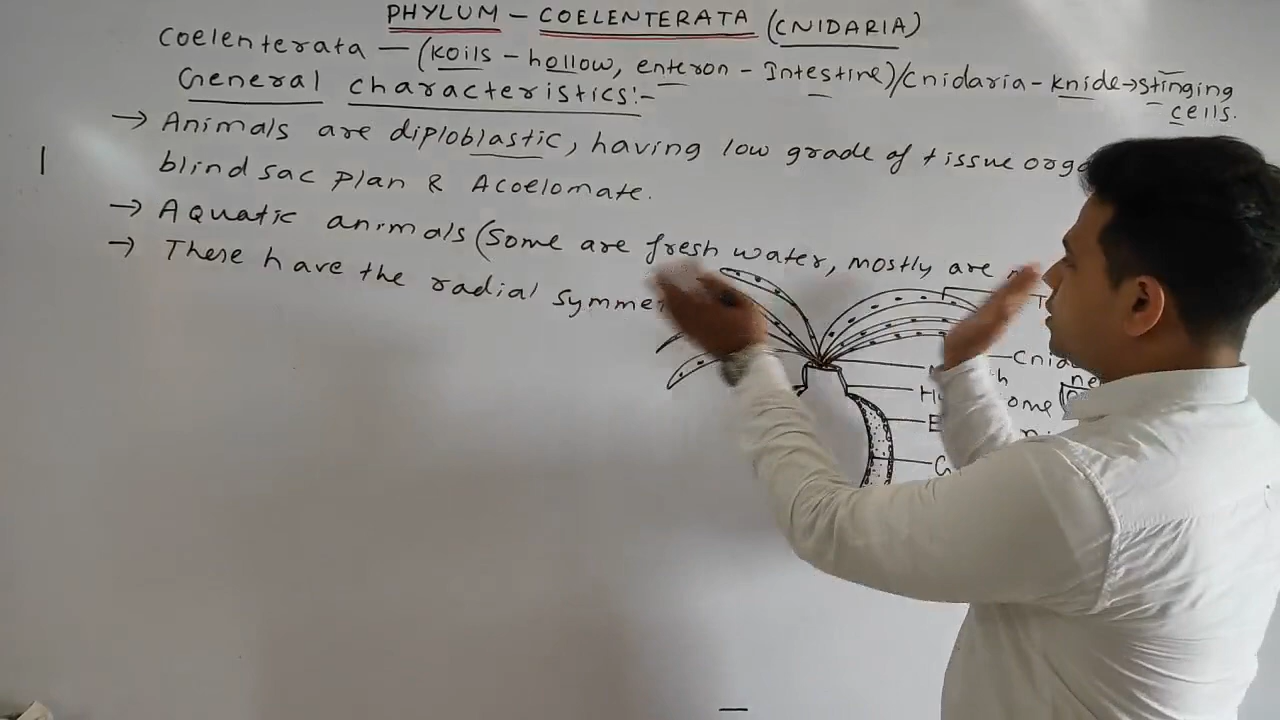 PHYLUM - COELENTERATA (CNIDARIA)
Coelenterata — (Koils - hollow, enteron - Intestine)/Cnidaria - knide→stinging
cells.
General characteristics:-
→ Animals are diploblastic, having low grade of tissue
blind sac plan & Acoelomate.
→ Aquatic animals (some are fresh water, mostly are
→ These have the radial